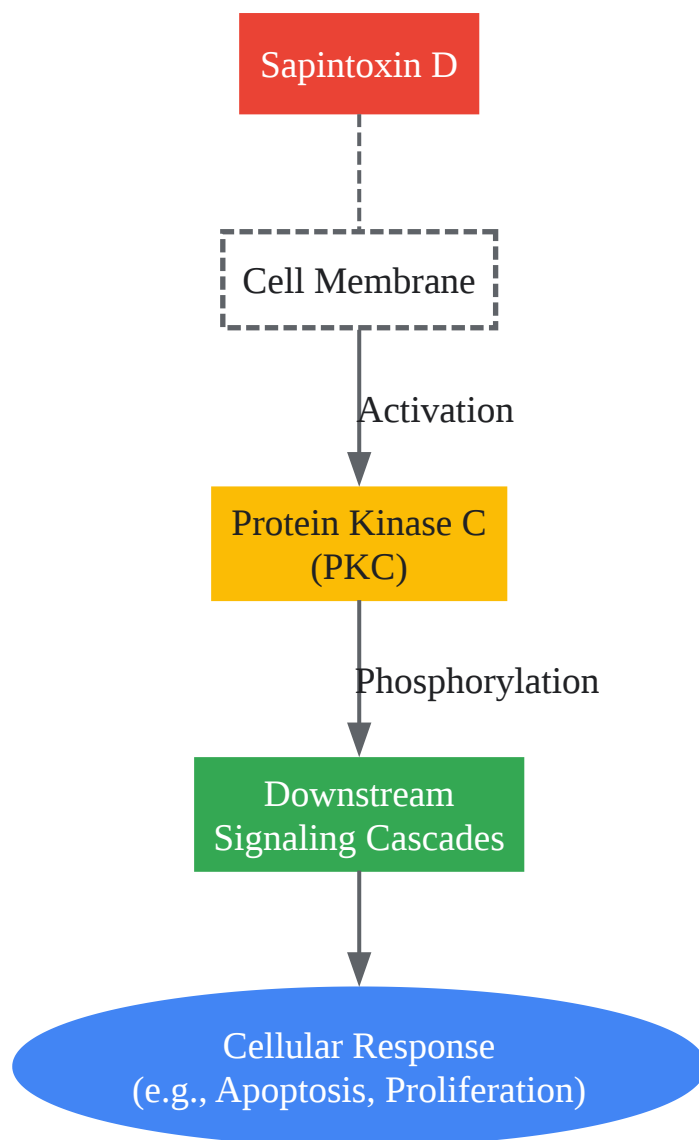 Sapintoxin D
Cell Membrane
Activation
Protein Kinase C
(PKC)
Phosphorylation
Downstream
Signaling Cascades
Cellular Response
(e.g., Apoptosis, Proliferation)